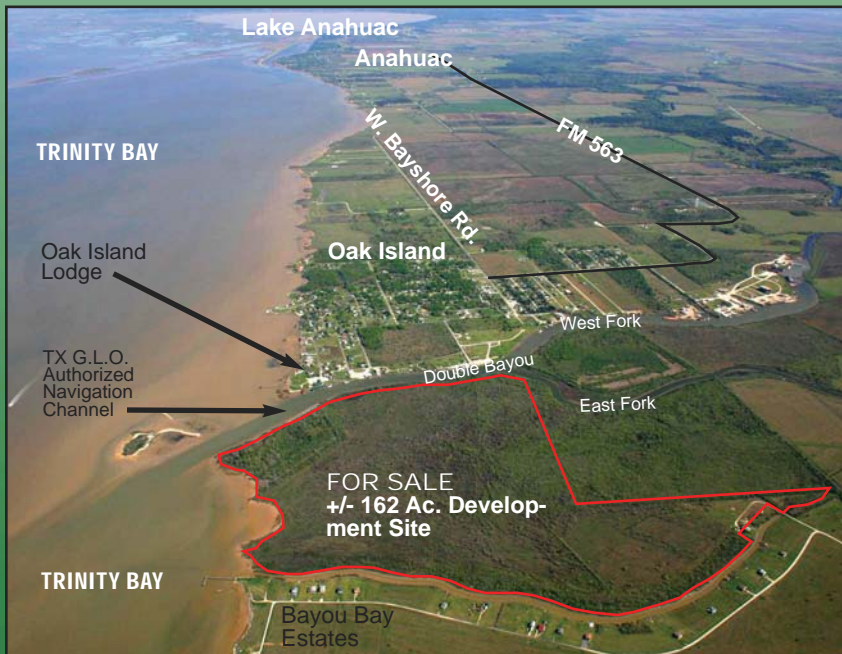 Lake Anahuac
Anahuac
FM 563
W. Bayshore Rd.
TRINITY BAY
Oak Island
Lodge
Oak Island
TX G.L.O.
Authorized
Navigation
Channel
West Fork
Double Bayou
East Fork
FOR SALE
+/- 162 Ac. Develop-
ment Site
TRINITY BAY
Bayou Bay
Estates